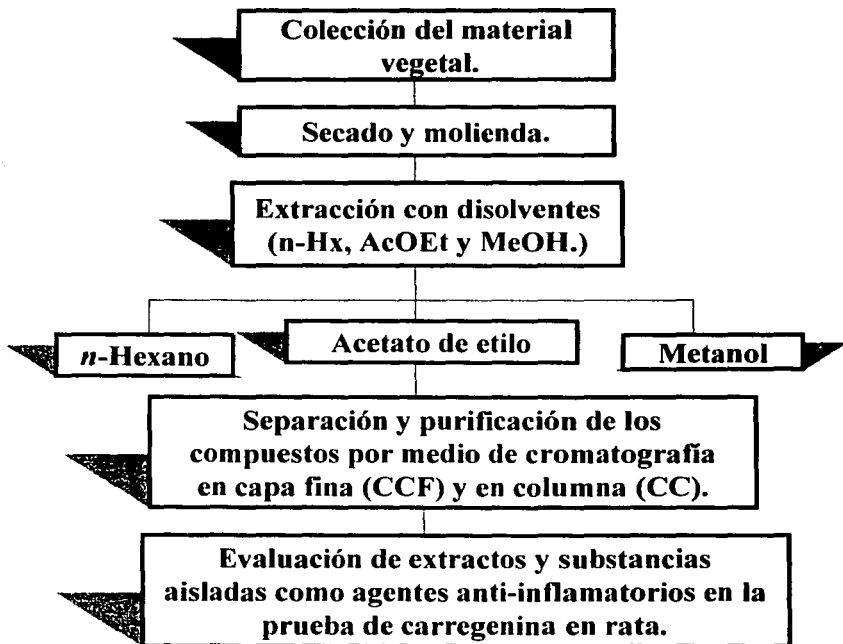 Colección del material
vegetal.
Secado y molienda.
Extracción con disolventes
(n-Hx, AcOEt y MeOH.)
n-Hexano
Acetato de etilo
Metanol
Separación y purificación de los
compuestos por medio de cromatografía
en capa fina (CCF) y en columna (CC).
Evaluación de extractos y substancias
aisladas como agentes anti-inflamatorios en la
prueba de carregenina en rata.